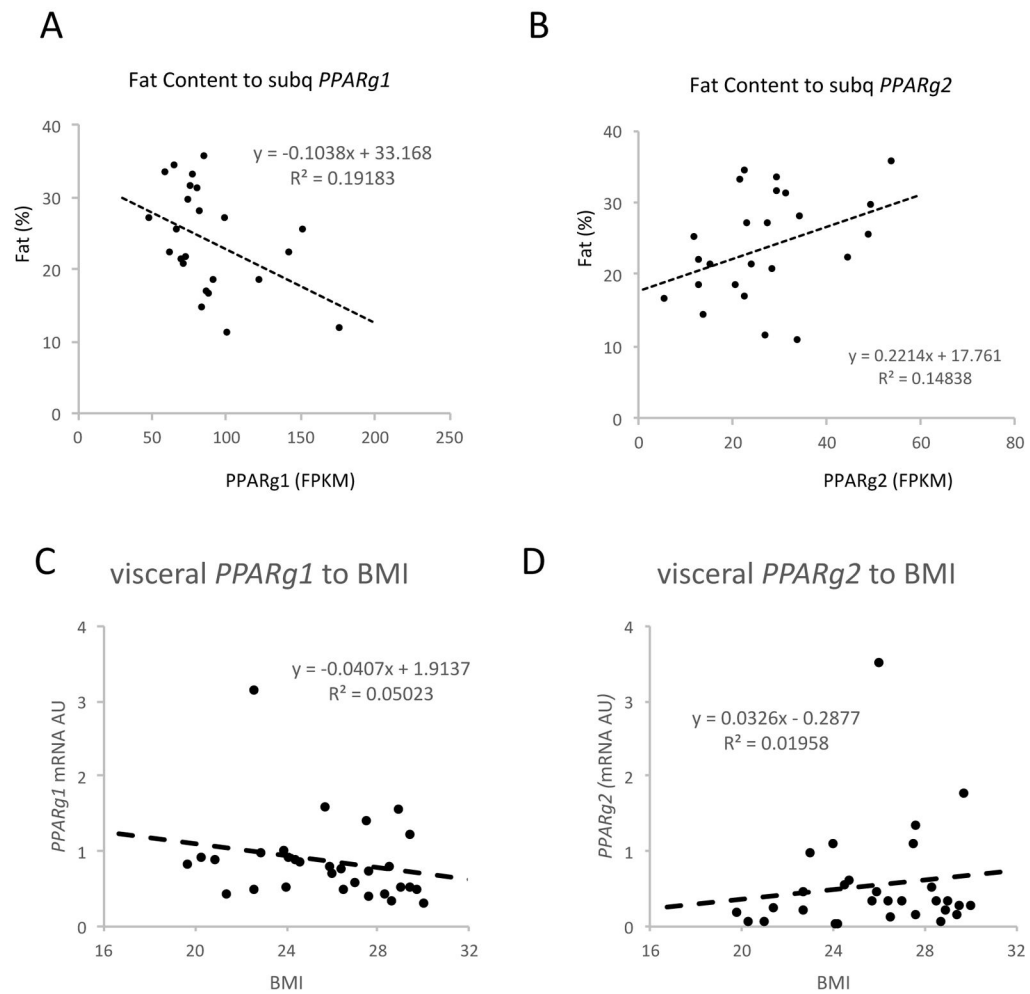 A
Fat Content to subq PPARg1
40
30
20
10
0
Fat (%)
y = -0.1038x + 33.168
R² = 0.19183
0 50 100 150 200 250
PPARg1 (FPKM)
B
Fat Content to subq PPARg2
40
30
20
10
0
Fat (%)
y = 0.2214x + 17.761
R² = 0.14838
0 20 40 60 80
PPARg2 (FPKM)
C
visceral PPARg1 to BMI
4
3
2
1
0
PPARg1 mRNA AU
y = -0.0407x + 1.9137
R² = 0.05023
16 20 24 28 32
BMI
D
visceral PPARg2 to BMI
4
3
2
1
0
PPARg2 (mRNA AU)
y = 0.0326x - 0.2877
R² = 0.01958
16 20 24 28 32
BMI